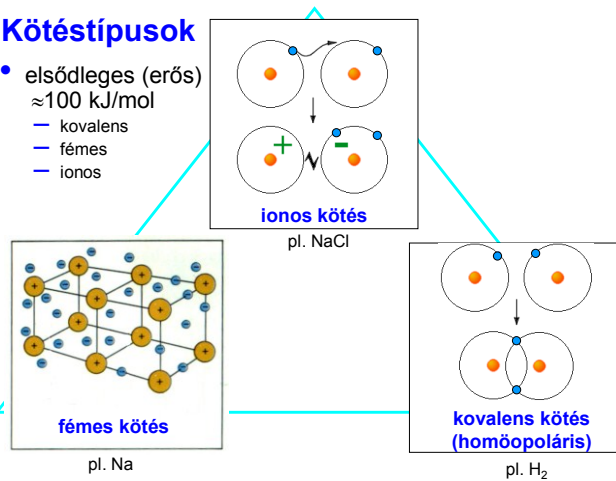 Kötéstípusok
• elsődleges (erős)
≈100 kJ/mol
– kovalens
– fémes
– ionos
+ -
ionos kötés
pl. NaCl
fémes kötés
pl. Na
kovalens kötés
(homöopoláris)
pl. H₂